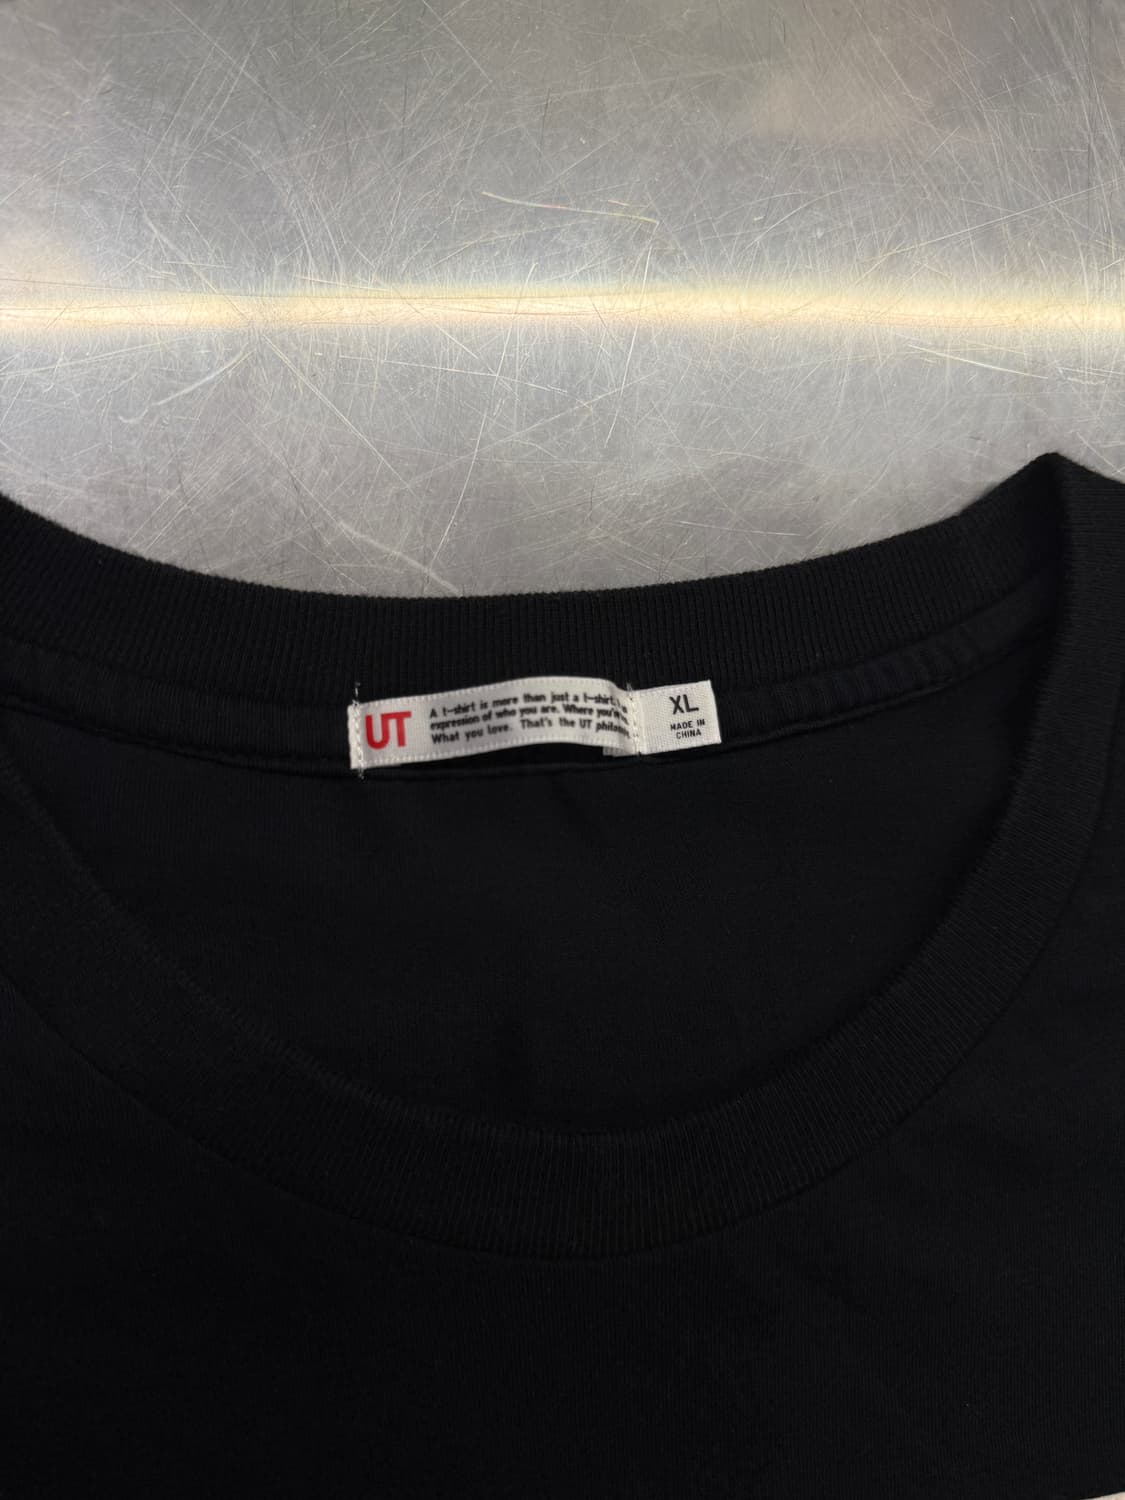 UT
A t-shirt is more than just a t-shirt.
expression of who you are. Where you're
What you love. That's the UT
XL
MADE IN
CHINA